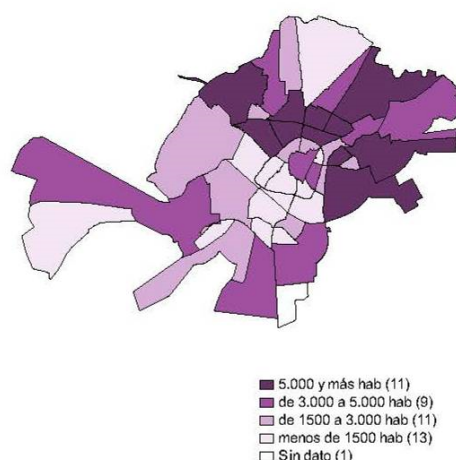 5.000 y más hab (11)
de 3.000 a 5.000 hab (9)
de 1500 a 3.000 hab (11)
menos de 1500 hab (13)
Sin dato (1)